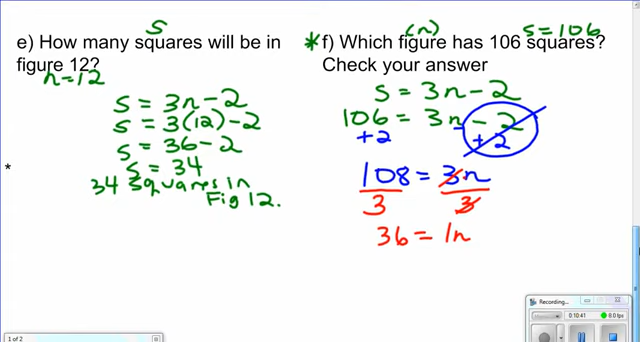 s
e) How many squares will be in
figure 12?
n=12
s = 3n - 2
s = 3(12) - 2
s = 36 - 2
s = 34
34 squares in
Fig 12.
*
(n) s = 106
* f) Which figure has 106 squares?
Check your answer
s = 3n - 2
106 = 3n - 2
+2 +2
108 = 3n
3 3
36 = 1n
1 of 2
Recording...
0:10:41 8.0 fps